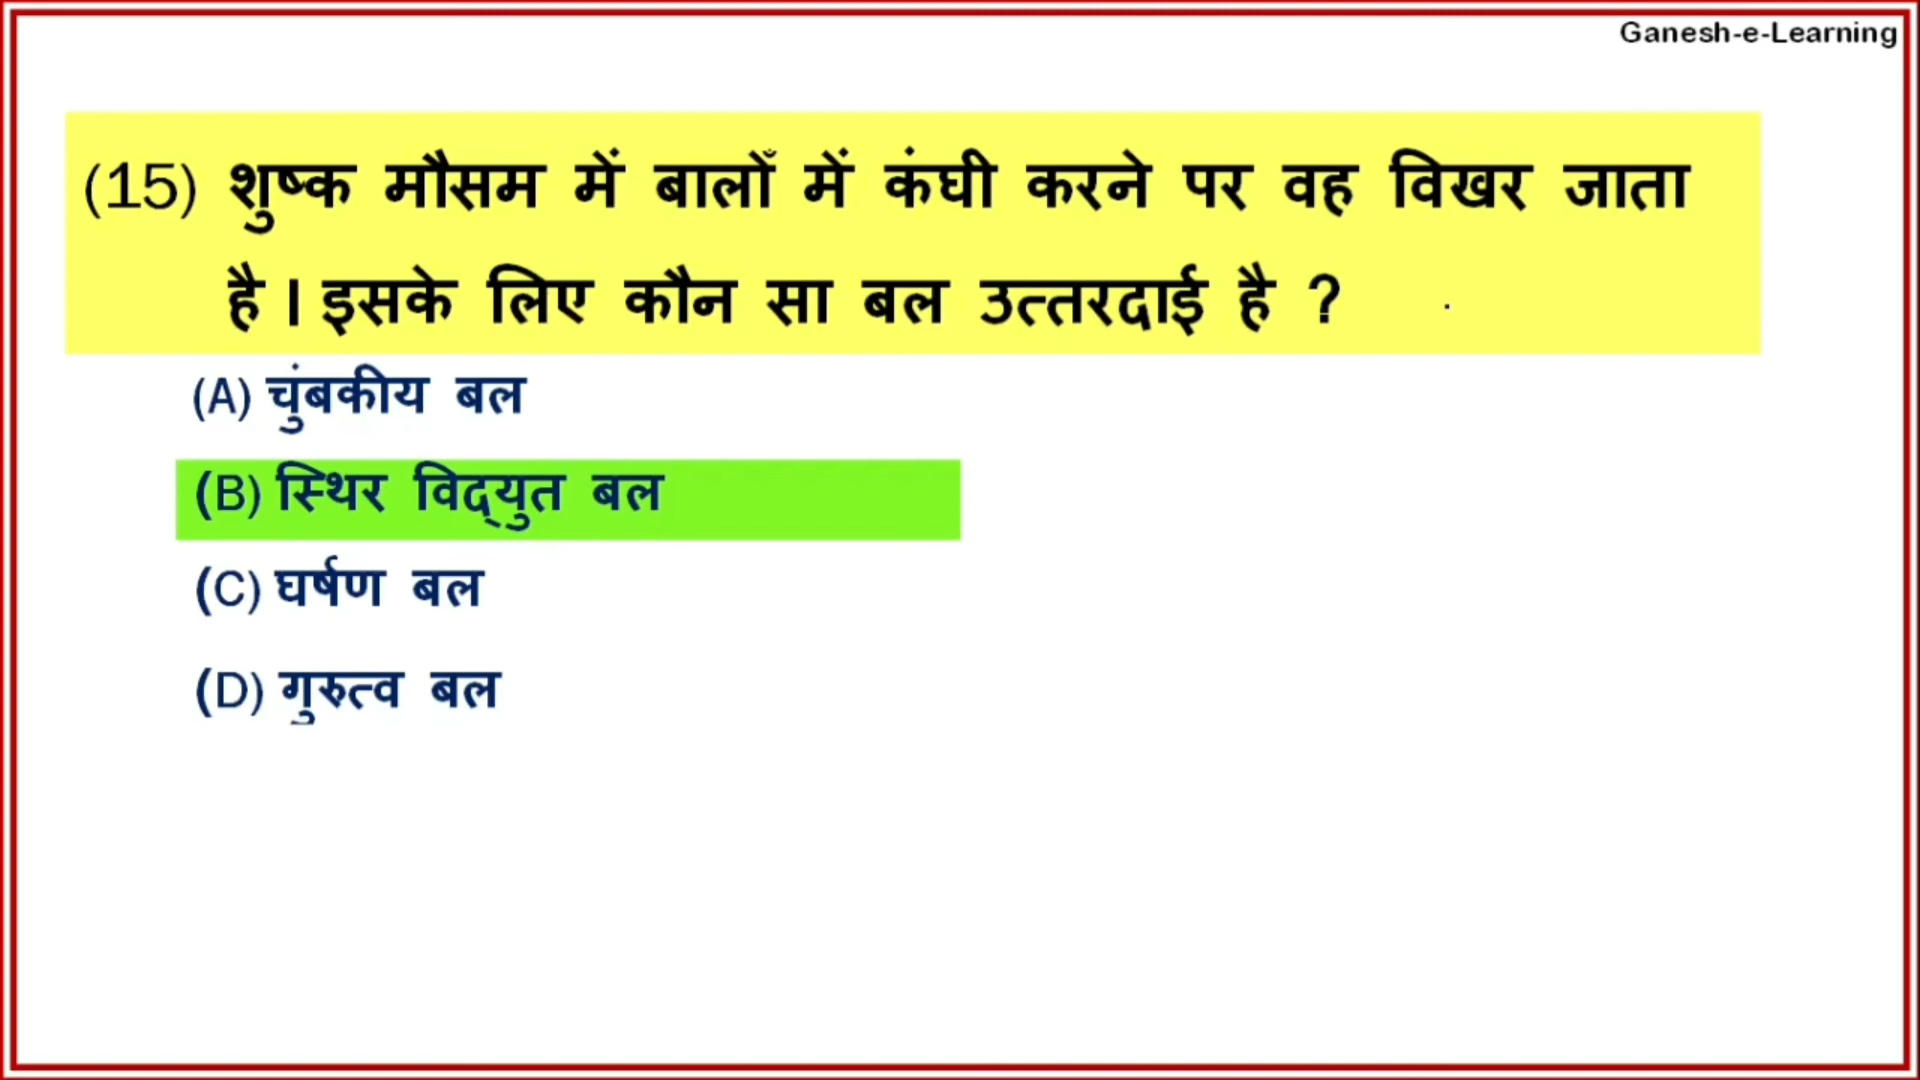 Ganesh-e-Learning
(15) शुष्क मौसम में बालोँ में कंघी करने पर वह विखर जाता
है । इसके लिए कौन सा बल उत्तरदाई है ?
(A) चुंबकीय बल
(B) स्थिर विद्‌युत बल
(C) घर्षण बल
(D) गुरुत्व बल